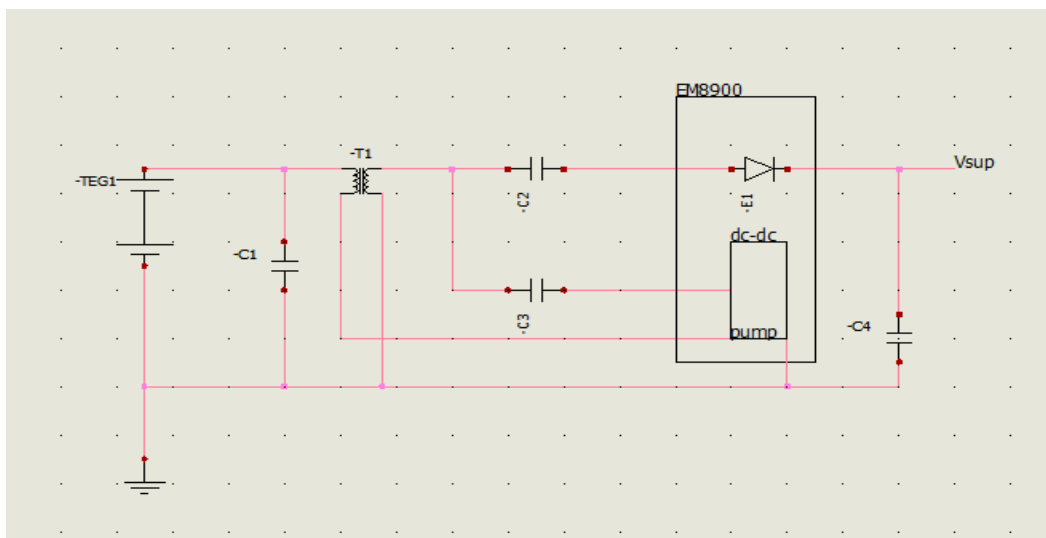 EM8900
-T1
Vsup
-TEG1
-C2
-E1
dc-dc
-C1
-C3
pump
-C4